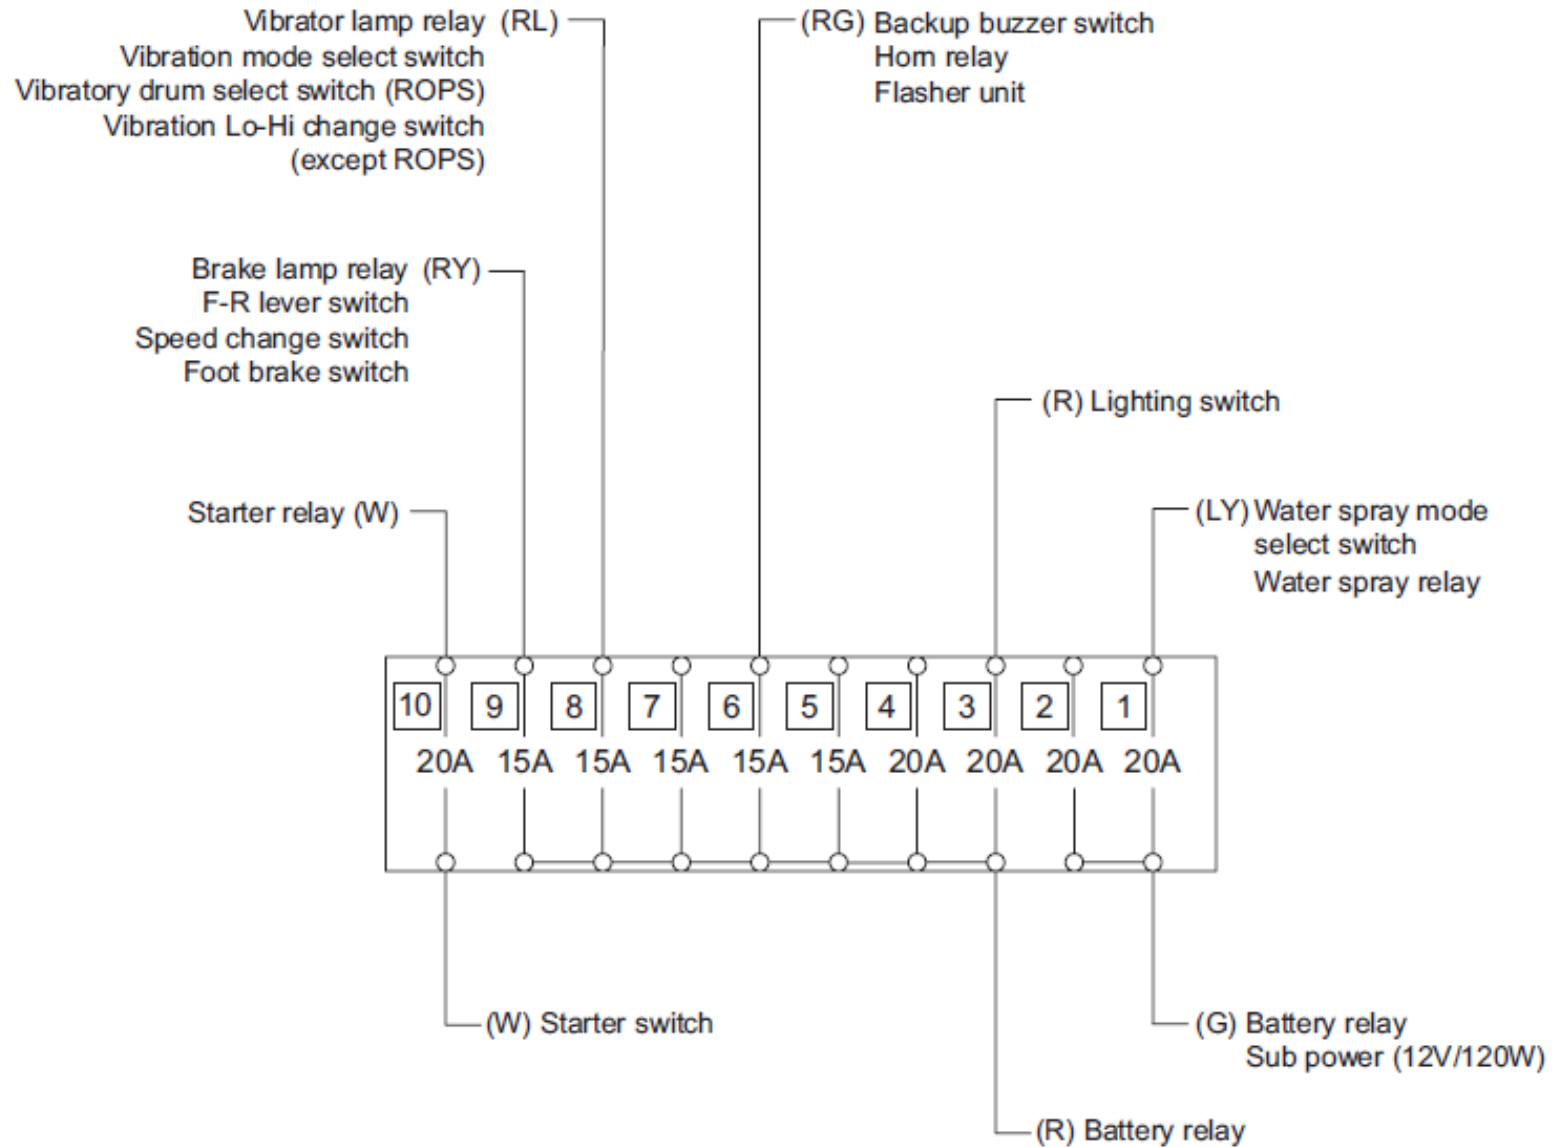 Vibrator lamp relay (RL)
Vibration mode select switch
Vibratory drum select switch (ROPS)
Vibration Lo-Hi change switch
(except ROPS)
(RG) Backup buzzer switch
Horn relay
Flasher unit
Brake lamp relay (RY)
F-R lever switch
Speed change switch
Foot brake switch
(R) Lighting switch
Starter relay (W)
(LY) Water spray mode
select switch
Water spray relay
10 9 8 7 6 5 4 3 2 1
20A 15A 15A 15A 15A 15A 20A 20A 20A 20A
(W) Starter switch
(G) Battery relay
Sub power (12V/120W)
(R) Battery relay